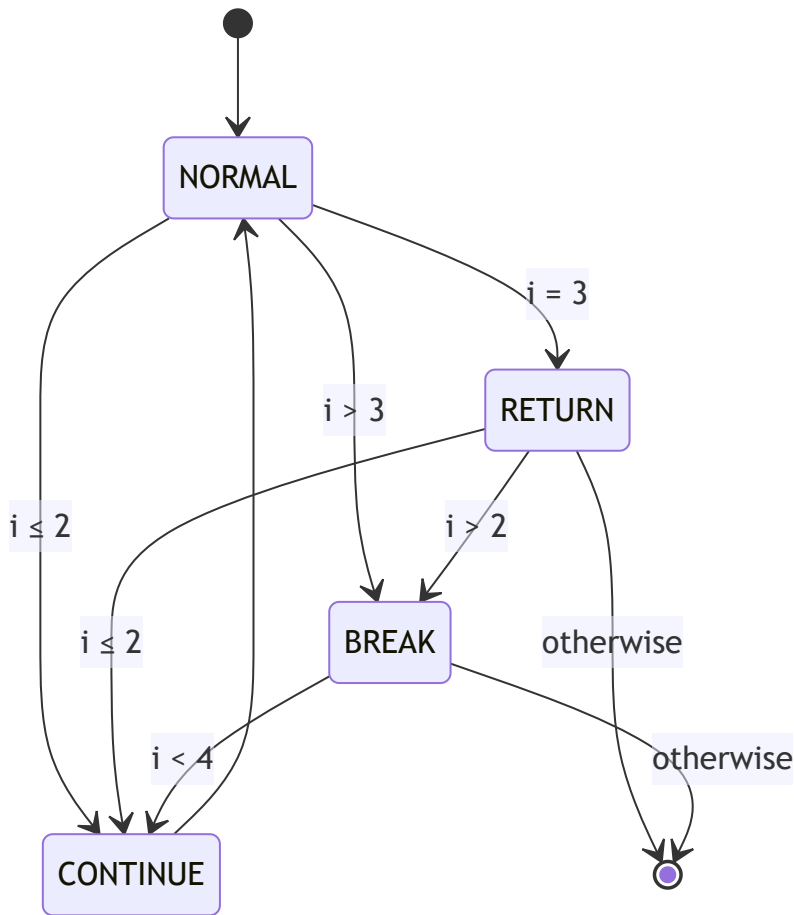 NORMAL
i = 3
i > 3
RETURN
i ≤ 2
i > 2
i ≤ 2
BREAK
otherwise
i < 4
otherwise
CONTINUE